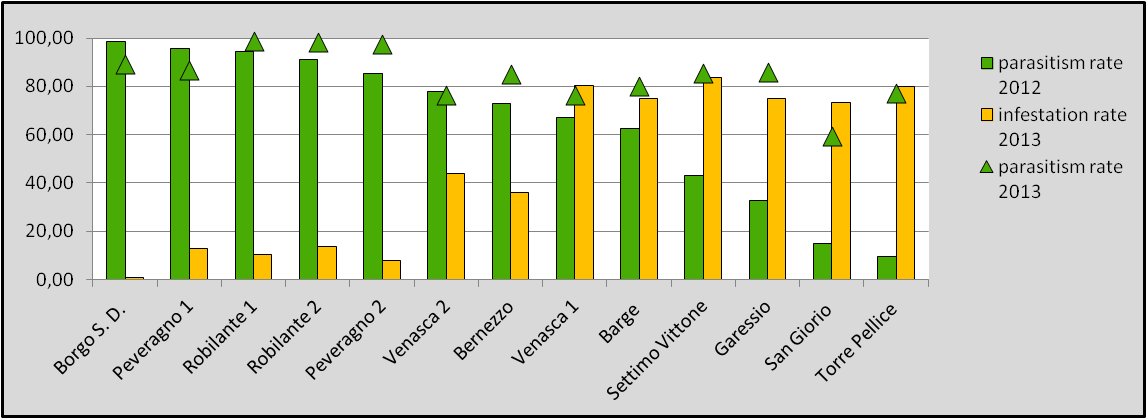 100,00
80,00
60,00
40,00
20,00
0,00
Borgo S. D.
Peveragno 1
Robilante 1
Robilante 2
Peveragno 2
Venasca 2
Bernezzo
Venasca 1
Barge
Settimo Vittone
Garessio
San Giorio
Torre Pellice
parasitism rate
2012
infestation rate
2013
parasitism rate
2013